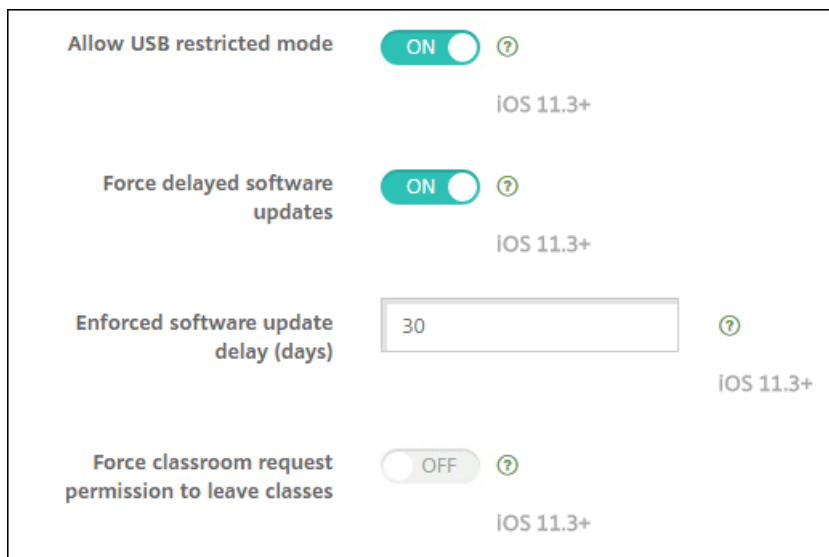 Allow USB restricted mode ON ?
iOS 11.3+
Force delayed software
updates ON ?
iOS 11.3+
Enforced software update
delay (days) 30 ?
iOS 11.3+
Force classroom request
permission to leave classes OFF ?
iOS 11.3+